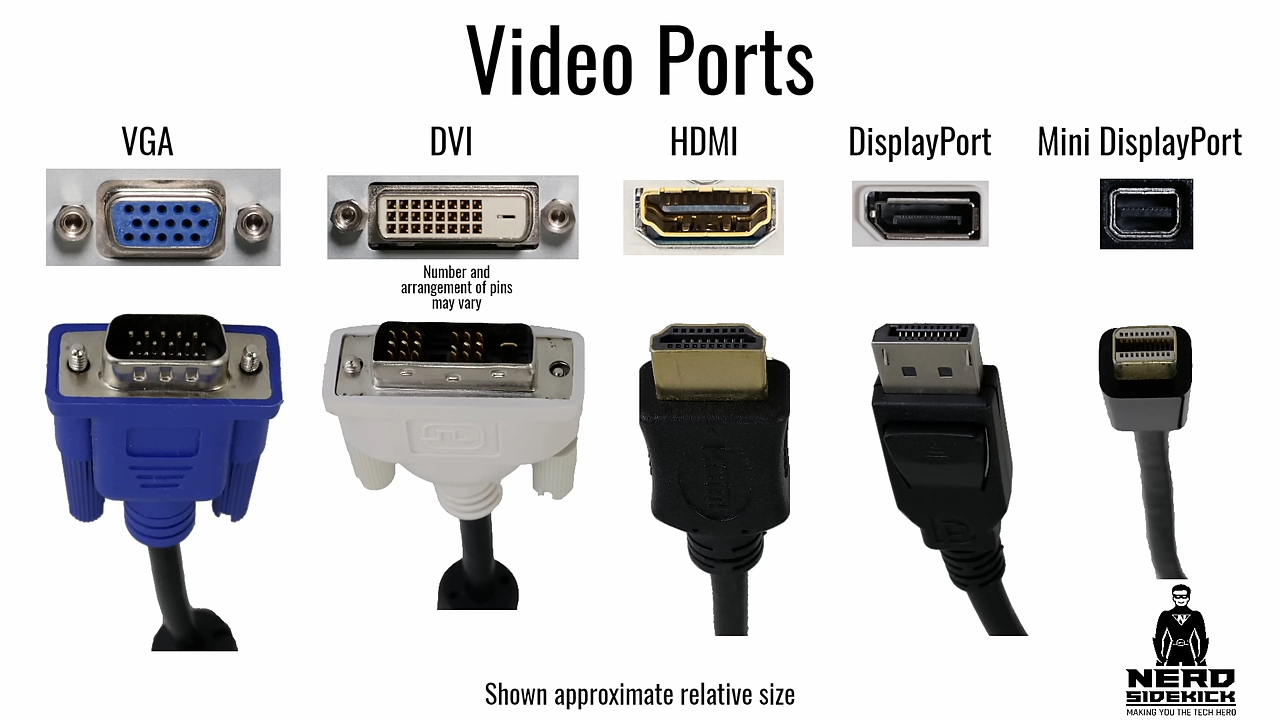 Video Ports
VGA
DVI
HDMI
DisplayPort
Mini DisplayPort
Number and
arrangement of pins
may vary
Shown approximate relative size
NERD
SIDEKICK
MAKING YOU THE TECH HERO